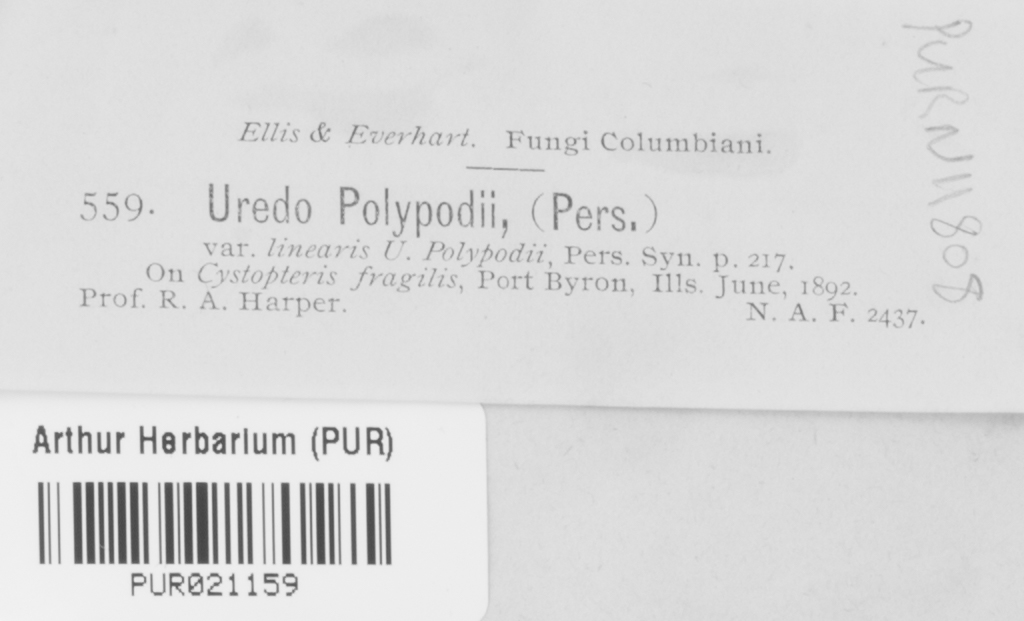 Ellis & Everhart. Fungi Columbiani.
559. Uredo Polypodii, (Pers.)
var. linearis U. Polypodii, Pers. Syn. p. 217.
On Cystopteris fragilis, Port Byron, Ills. June, 1892.
Prof. R. A. Harper. N. A. F. 2437.
PUR N11808
Arthur Herbarium (PUR)
PUR021159